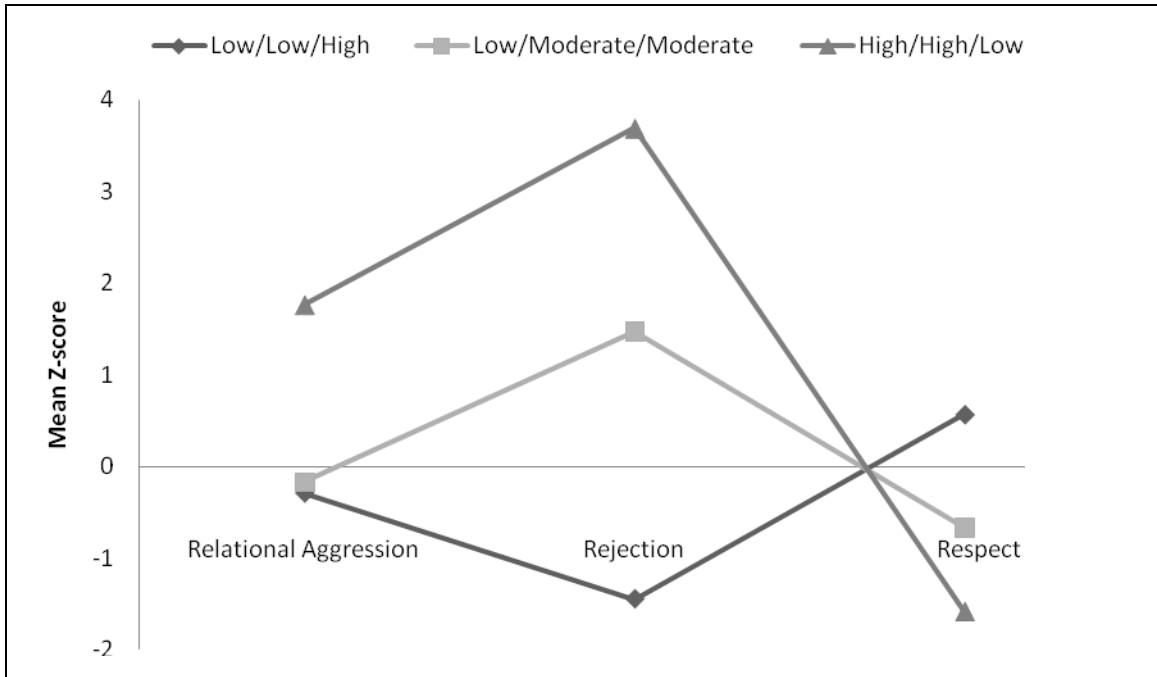 Low/Low/High Low/Moderate/Moderate High/High/Low
4
3
2
1
0
-1
-2
Mean Z-score
Relational Aggression Rejection Respect